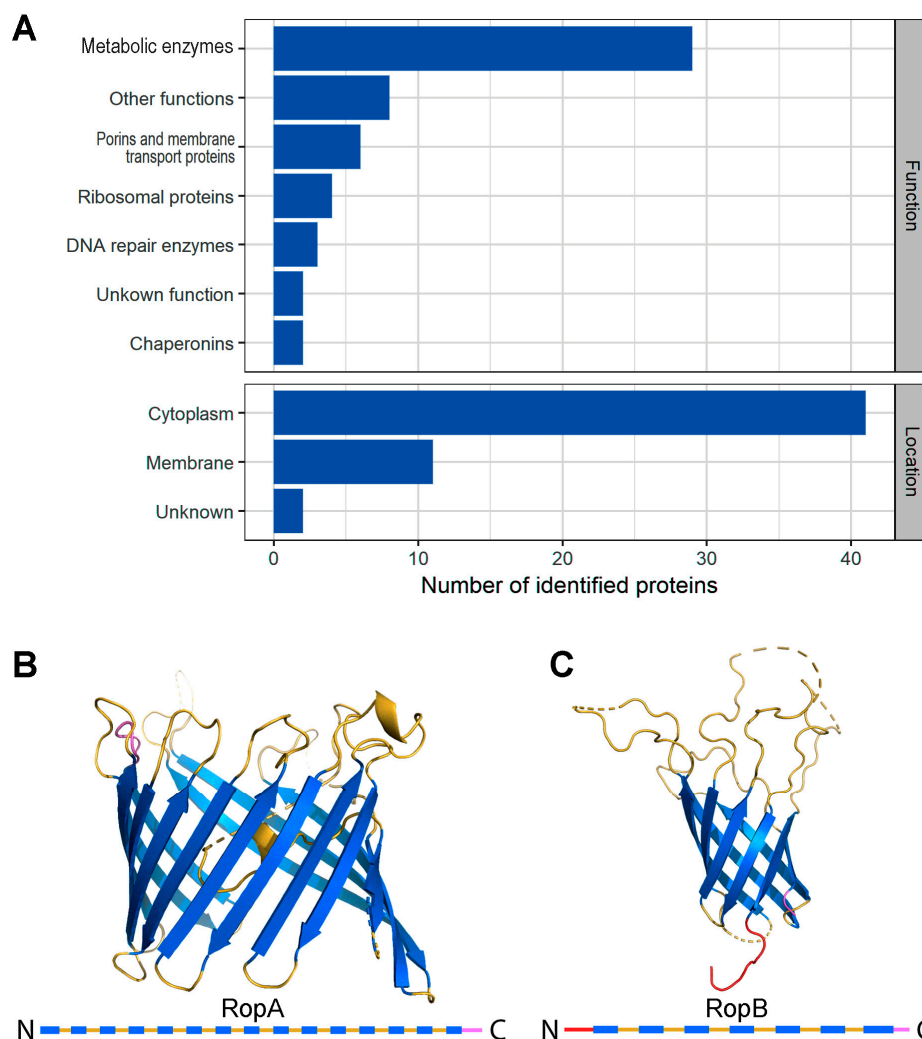 A
Metabolic enzymes
Other functions
Porins and membrane
transport proteins
Ribosomal proteins
DNA repair enzymes
Unkown function
Chaperonins
Function
Cytoplasm
Membrane
Unknown
Location
0 10 20 30 40
Number of identified proteins
B
C
RopA
N C
RopB
N C